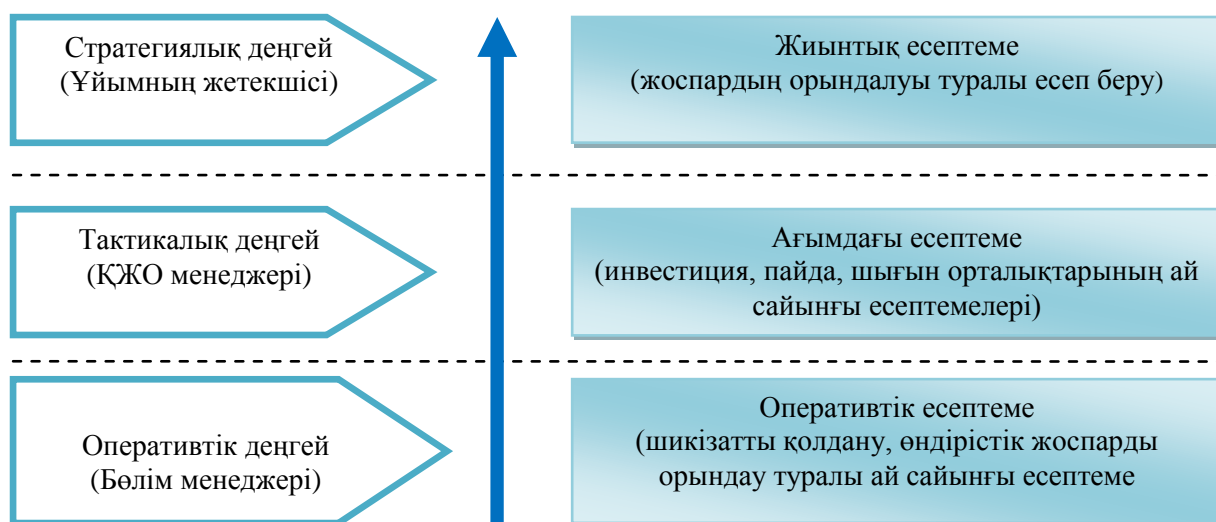 Стратегиялық деңгей
(Ұйымның жетекшісі)
Жиынтық есептеме
(жоспардың орындалуы туралы есеп беру)
Тактикалық деңгей
(ҚЖО менеджері)
Ағымдағы есептеме
(инвестиция, пайда, шығын орталықтарының ай
сайынғы есептемелері)
Оперативтік деңгей
(Бөлім менеджері)
Оперативтік есептеме
(шикізатты қолдану, өндірістік жоспарды
орындау туралы ай сайынғы есептеме